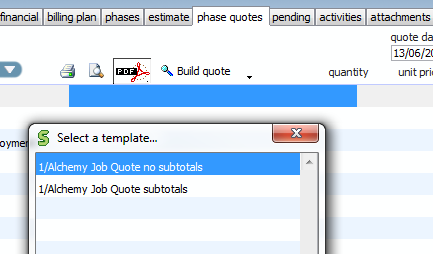 financial billing plan phases estimate phase quotes pending activities attachments
quote da
13/06/20
PDF Build quote quantity unit pri
oyment
Select a template...
1/Alchemy Job Quote no subtotals
1/Alchemy Job Quote subtotals